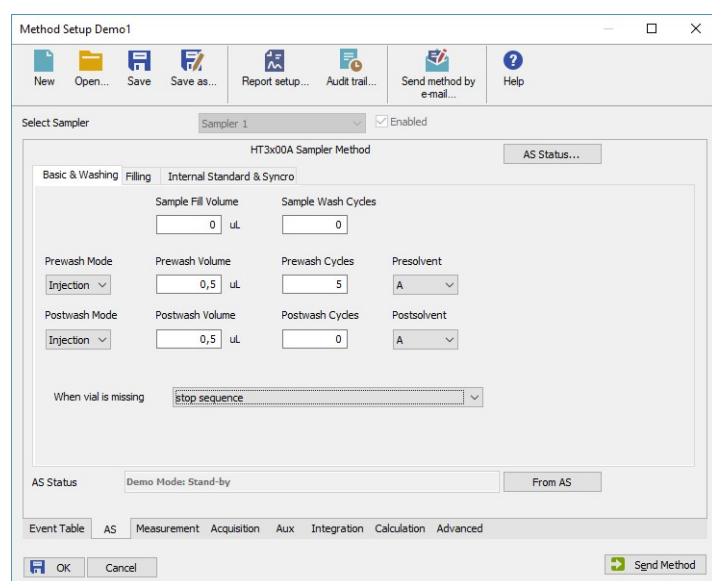 Method Setup Demo1
New Open... Save Save as... Report setup... Audit trail... Send method by e-mail... Help
Select Sampler Sampler 1 Enabled
HT3x00A Sampler Method AS Status...
Basic & Washing Filling Internal Standard & Syncro
Sample Fill Volume Sample Wash Cycles
0 uL 0
Prewash Mode Prewash Volume Prewash Cycles Presolvent
Injection 0,5 uL 5 A
Postwash Mode Postwash Volume Postwash Cycles Postsolvent
Injection 0,5 uL 0 A
When vial is missing stop sequence
AS Status Demo Mode: Stand-by From AS
Event Table AS Measurement Acquisition Aux Integration Calculation Advanced
OK Cancel Send Method